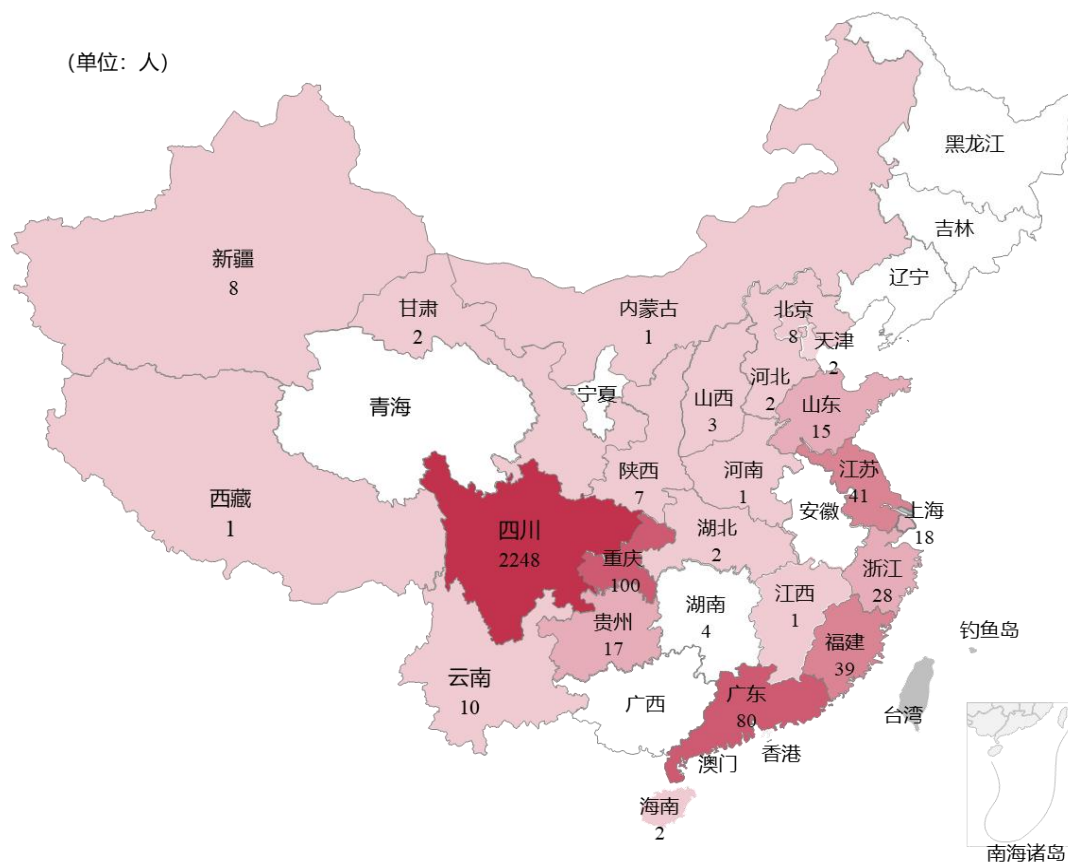 (单位：人)
黑龙江
吉林
辽宁
新疆
8
甘肃
2
内蒙古
1
北京
8
天津
2
河北
2
山西
3
山东
15
宁夏
青海
西藏
1
陕西
7
河南
1
江苏
41
安徽
上海
18
四川
2248
重庆
100
湖北
2
浙江
28
江西
1
湖南
4
贵州
17
福建
39
钓鱼岛
云南
10
广西
广东
80
台湾
香港
澳门
海南
2
南海诸岛